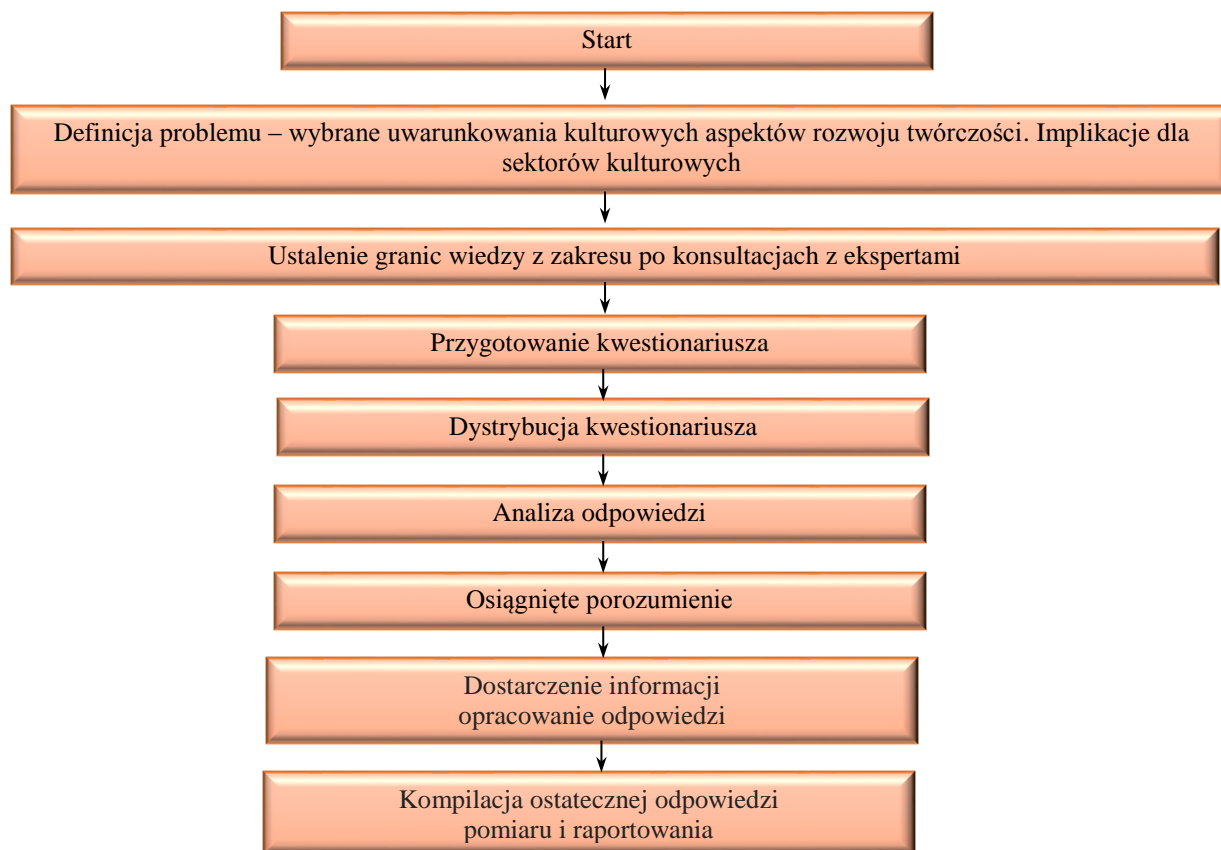 Start
Definicja problemu – wybrane uwarunkowania kulturowych aspektów rozwoju twórczości. Implikacje dla
sektorów kulturowych
Ustalenie granic wiedzy z zakresu po konsultacjach z ekspertami
Przygotowanie kwestionariusza
Dystrybucja kwestionariusza
Analiza odpowiedzi
Osiągnięte porozumienie
Dostarczenie informacji
opracowanie odpowiedzi
Kompilacja ostatecznej odpowiedzi
pomiaru i raportowania